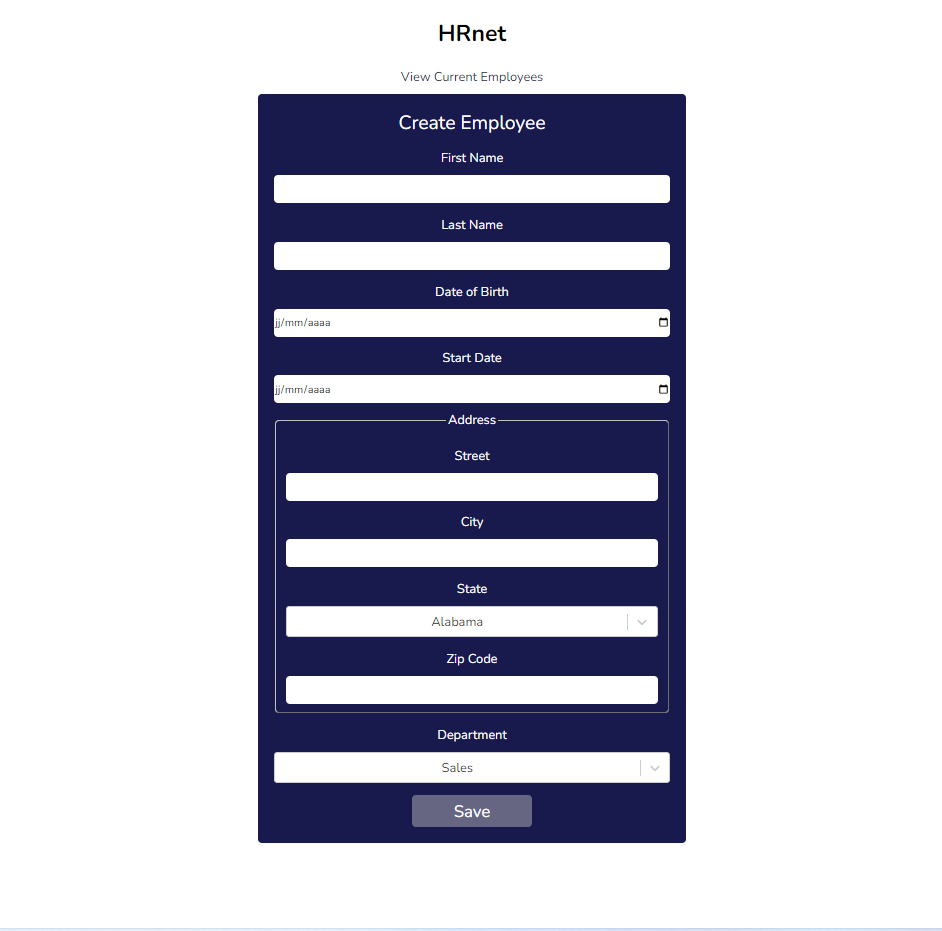 HRnet
View Current Employees
Create Employee
First Name
Last Name
Date of Birth
jj/mm/aaaa
Start Date
jj/mm/aaaa
Address
Street
City
State
Alabama
Zip Code
Department
Sales
Save